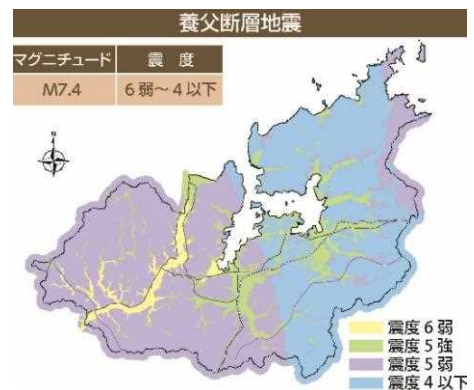 養父断層地震
マグニチュード 震度
M7.4 6弱~4以下
N
震度6弱
震度5強
震度5弱
震度4以下